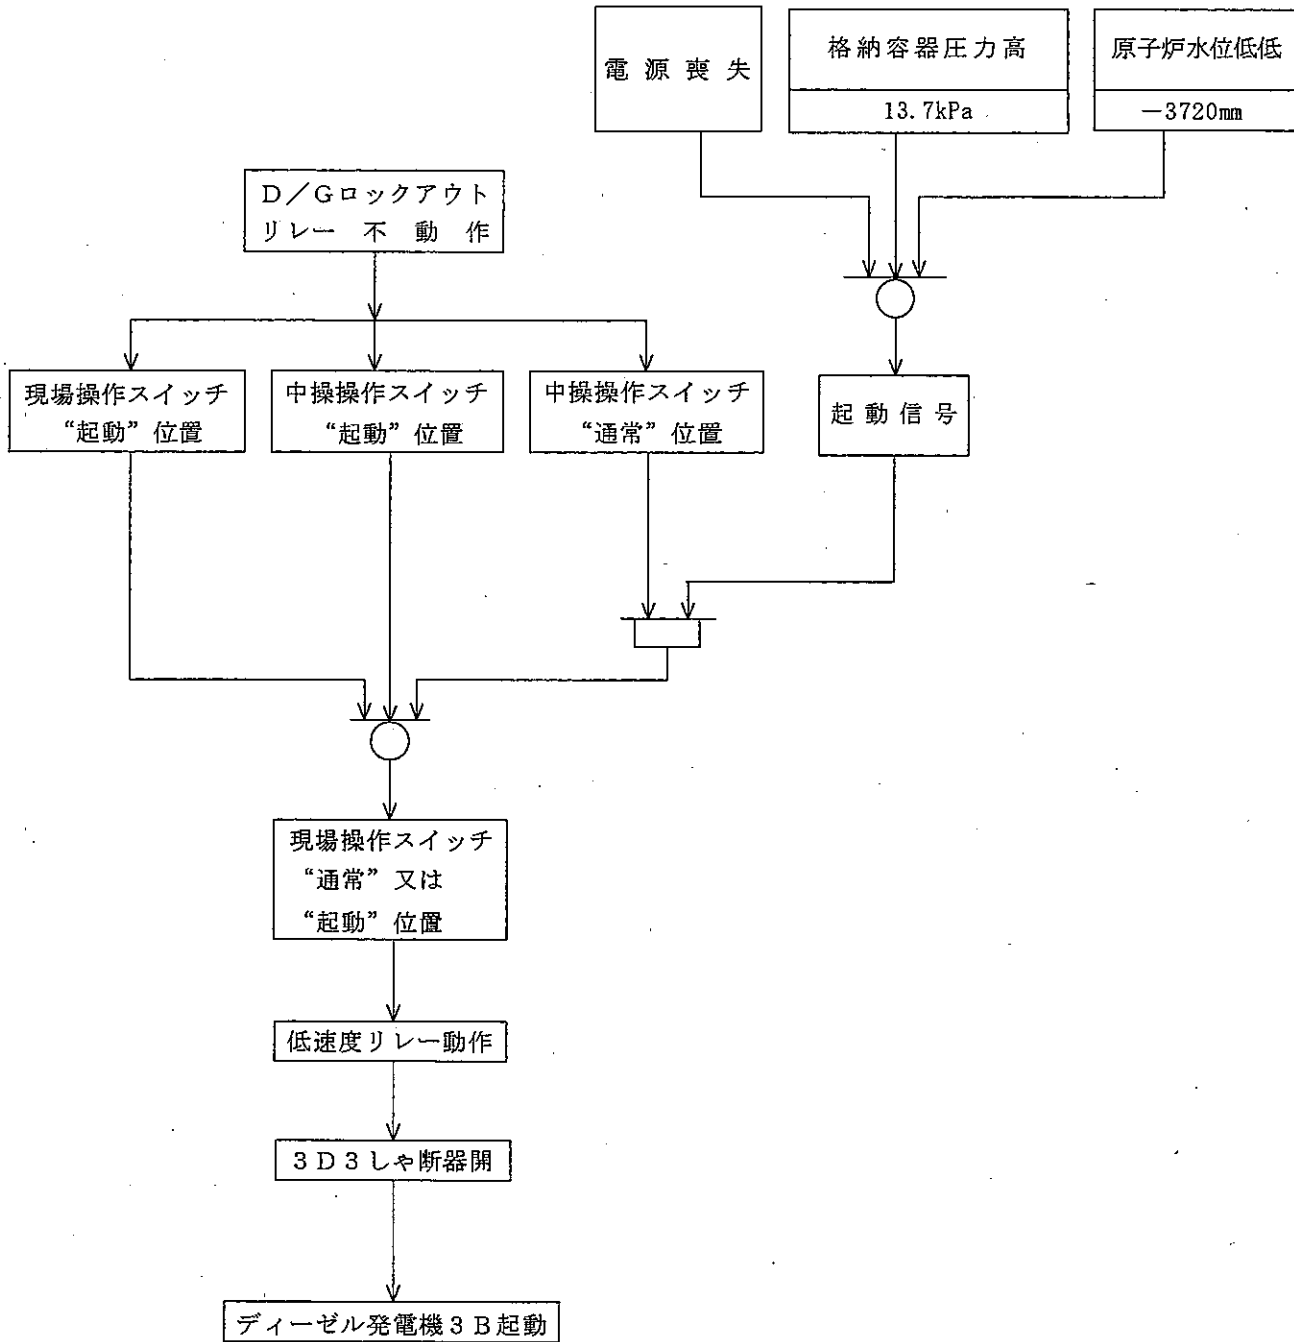 電源喪失
格納容器圧力高
13.7kPa
原子炉水位低低
－3720mm
D／Gロックアウト
リレー不動作
現場操作スイッチ
“起動”位置
中操操作スイッチ
“起動”位置
中操操作スイッチ
“通常”位置
起動信号
現場操作スイッチ
“通常”又は
“起動”位置
低速度リレー動作
3D3しゃ断器開
ディーゼル発電機3B起動